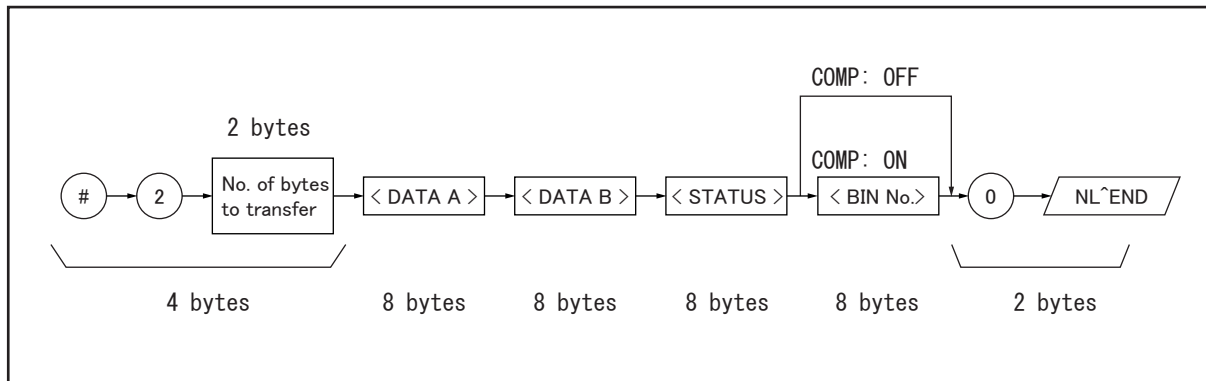 COMP: OFF
2 bytes
COMP: ON
# 2 No. of bytes < DATA A > < DATA B > < STATUS > < BIN No.> 0 NL^END
to transfer
4 bytes 8 bytes 8 bytes 8 bytes 8 bytes 2 bytes